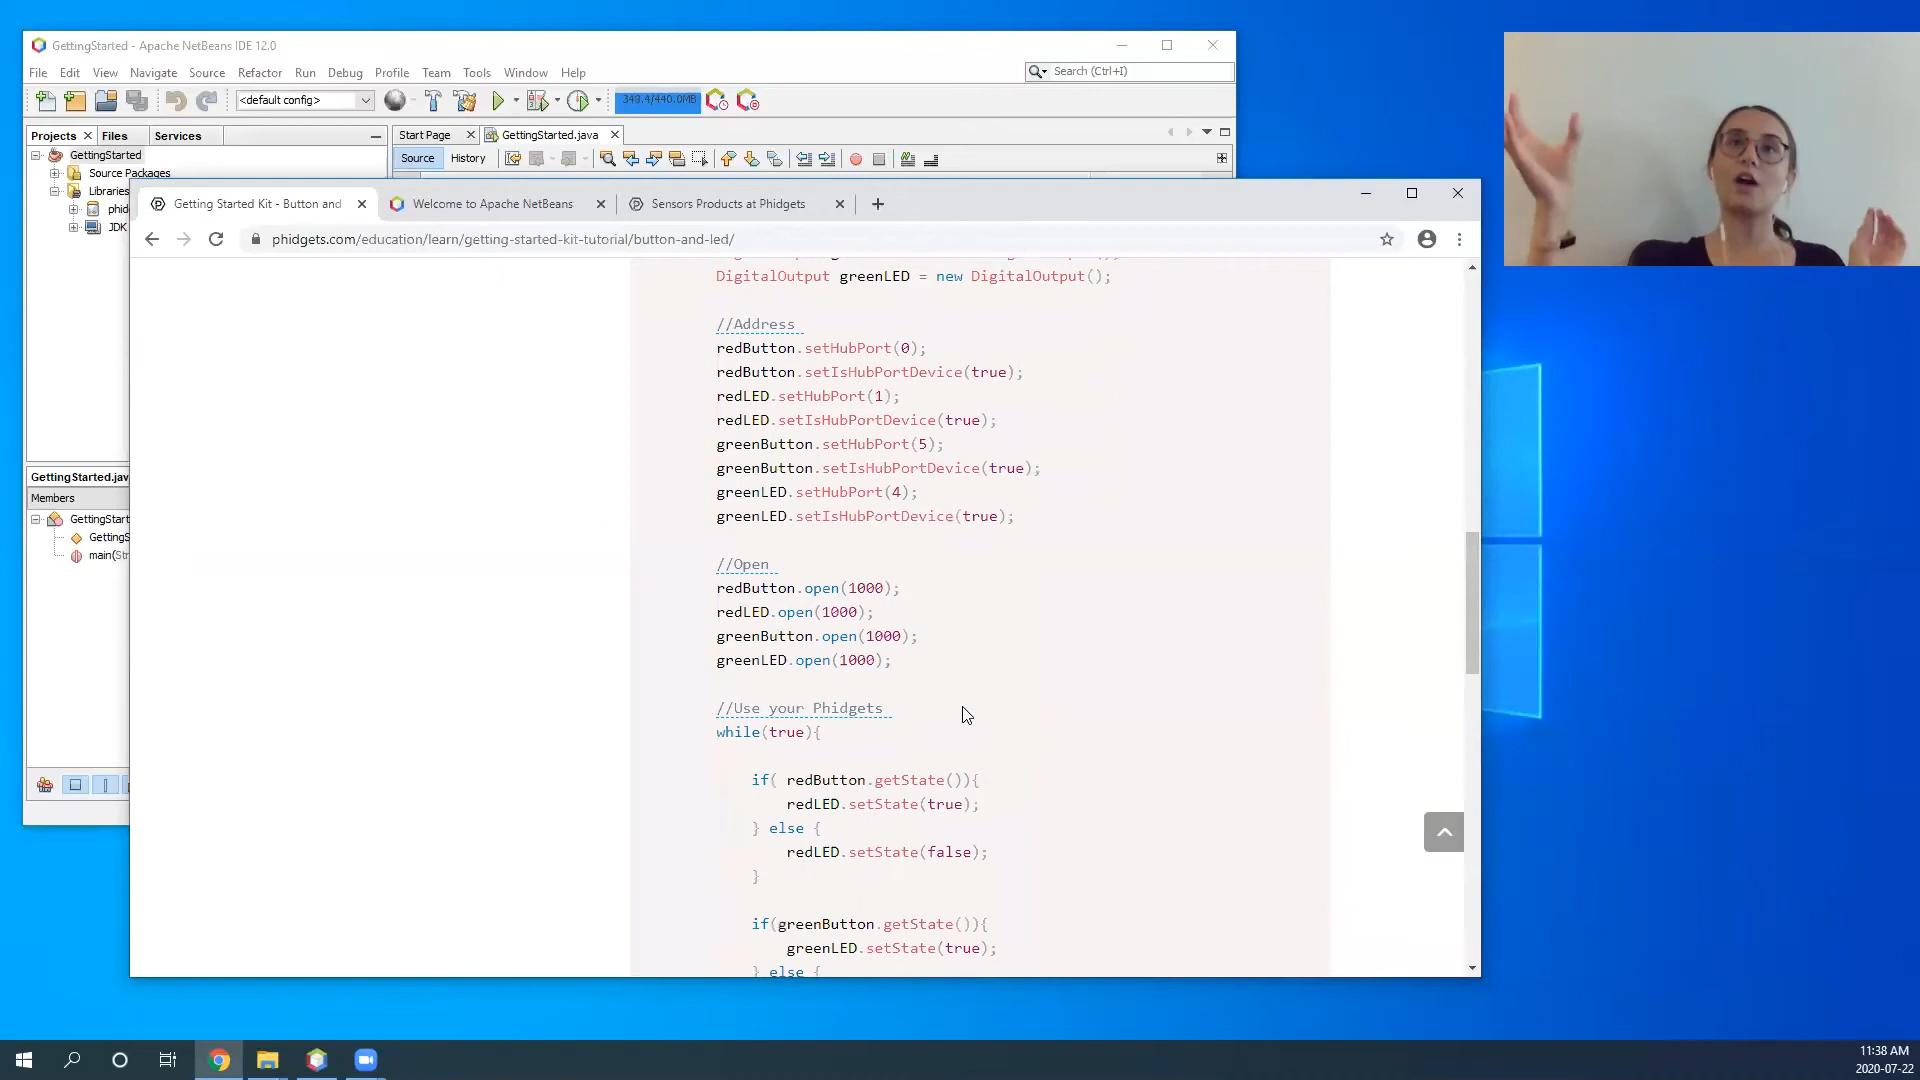 GettingStarted - Apache NetBeans IDE 12.0
File Edit View Navigate Source Refactor Run Debug Profile Team Tools Window Help
Search (Ctrl+I)
<default config>
349.4/440.0MB
Projects Files Services
Start Page GettingStarted.java
GettingStarted
Source History
Source Packages
Libraries
phid
JDK
GettingStarted.jav
Members
GettingStart
GettingS
main(Str
Getting Started Kit - Button and
Welcome to Apache NetBeans
Sensors Products at Phidgets
phidgets.com/education/learn/getting-started-kit-tutorial/button-and-led/
DigitalOutput greenLED = new DigitalOutput();
//Address
redButton.setHubPort(0);
redButton.setIsHubPortDevice(true);
redLED.setHubPort(1);
redLED.setIsHubPortDevice(true);
greenButton.setHubPort(5);
greenButton.setIsHubPortDevice(true);
greenLED.setHubPort(4);
greenLED.setIsHubPortDevice(true);
//Open
redButton.open(1000);
redLED.open(1000);
greenButton.open(1000);
greenLED.open(1000);
//Use your Phidgets
while(true){
if( redButton.getState()){
redLED.setState(true);
} else {
redLED.setState(false);
}
if(greenButton.getState()){
greenLED.setState(true);
} else {
11:38 AM
2020-07-22